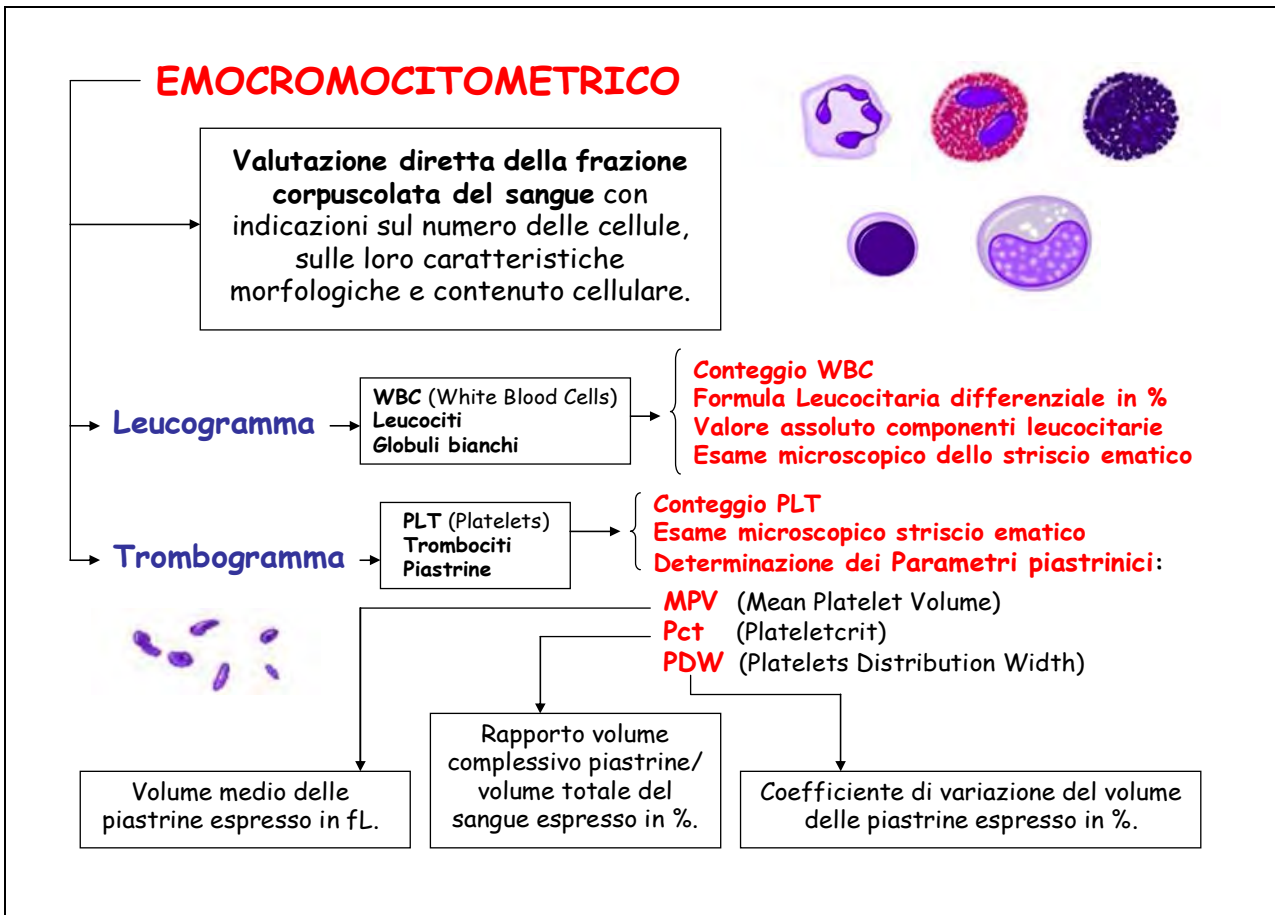 EMOCROMOCITOMETRICO
Valutazione diretta della frazione
corpuscolata del sangue con
indicazioni sul numero delle cellule,
sulle loro caratteristiche
morfologiche e contenuto cellulare.
Leucogramma
WBC (White Blood Cells)
Leucociti
Globuli bianchi
Conteggio WBC
Formula Leucocitaria differenziale in %
Valore assoluto componenti leucocitarie
Esame microscopico dello striscio ematico
Trombogramma
PLT (Platelets)
Trombociti
Piastrine
Conteggio PLT
Esame microscopico striscio ematico
Determinazione dei Parametri piastrinici:
MPV (Mean Platelet Volume)
Pct (Plateletcrit)
PDW (Platelets Distribution Width)
Volume medio delle
piastrine espresso in fL.
Rapporto volume
complessivo piastrine/
volume totale del
sangue espresso in %.
Coefficiente di variazione del volume
delle piastrine espresso in %.